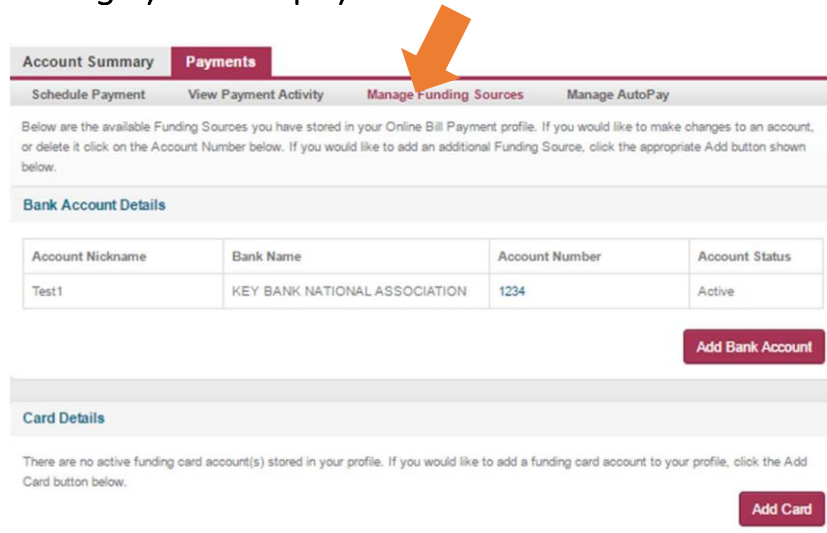 Account Summary Payments
Schedule Payment View Payment Activity Manage Funding Sources Manage AutoPay
Below are the available Funding Sources you have stored in your Online Bill Payment profile. If you would like to make changes to an account,
or delete it click on the Account Number below. If you would like to add an additional Funding Source, click the appropriate Add button shown
below.
Bank Account Details
Account Nickname Bank Name Account Number Account Status
Test1 KEY BANK NATIONAL ASSOCIATION 1234 Active
Add Bank Account
Card Details
There are no active funding card account(s) stored in your profile. If you would like to add a funding card account to your profile, click the Add
Card button below.
Add Card